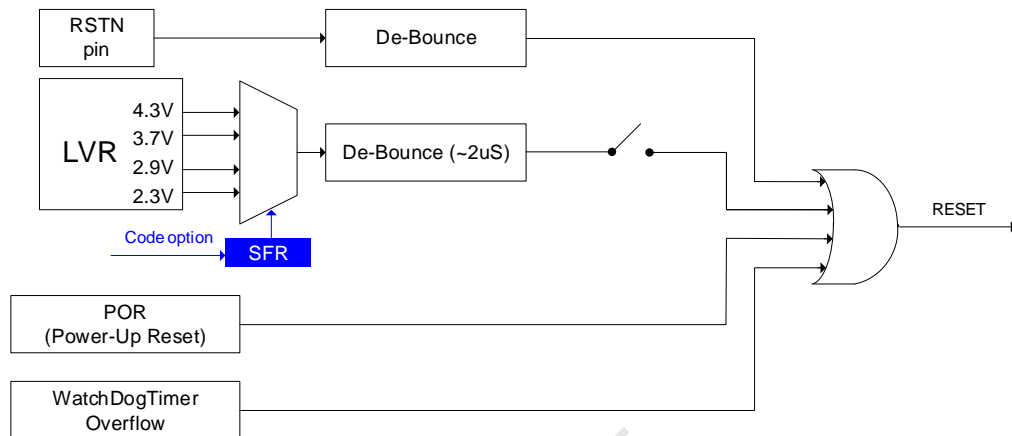 RSTN
pin
De-Bounce
LVR
4.3V
3.7V
2.9V
2.3V
De-Bounce (~2uS)
RESET
Code option
SFR
POR
(Power-Up Reset)
WatchDogTimer
Overflow